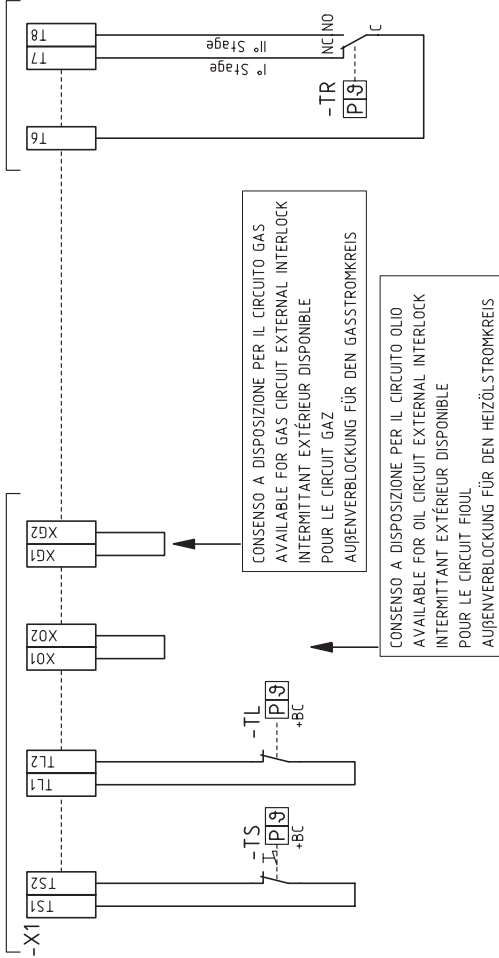 -X1
TS1
TS2
TL1
TL2
XO1
XO2
XG1
XG2
T6
T7
T8
-TS
P ϑ
+BC
-TL
P ϑ
+BC
-TR
P ϑ
I° Stage
II° Stage
NC
NO
C
CONSENSO A DISPOSIZIONE PER IL CIRCUITO GAS
AVAILABLE FOR GAS CIRCUIT EXTERNAL INTERLOCK
INTERMITTANT EXTÉRIEUR DISPONIBLE
POUR LE CIRCUIT GAZ
AUßENVERBLOCKUNG FÜR DEN GASSTROMKREIS
CONSENSO A DISPOSIZIONE PER IL CIRCUITO OLIO
AVAILABLE FOR OIL CIRCUIT EXTERNAL INTERLOCK
INTERMITTANT EXTÉRIEUR DISPONIBLE
POUR LE CIRCUIT FIOUL
AUßENVERBLOCKUNG FÜR DEN HEIZÖLSTROMKREIS